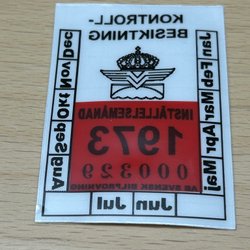 KONTROLL-
BESIKTNING
Jan Feb Mar Apr Maj
Jun Jul
Aug Sep Okt Nov Dec
INSTÄLLELSEMÅNAD
1973
000329
AB SVENSK BILPROVNING